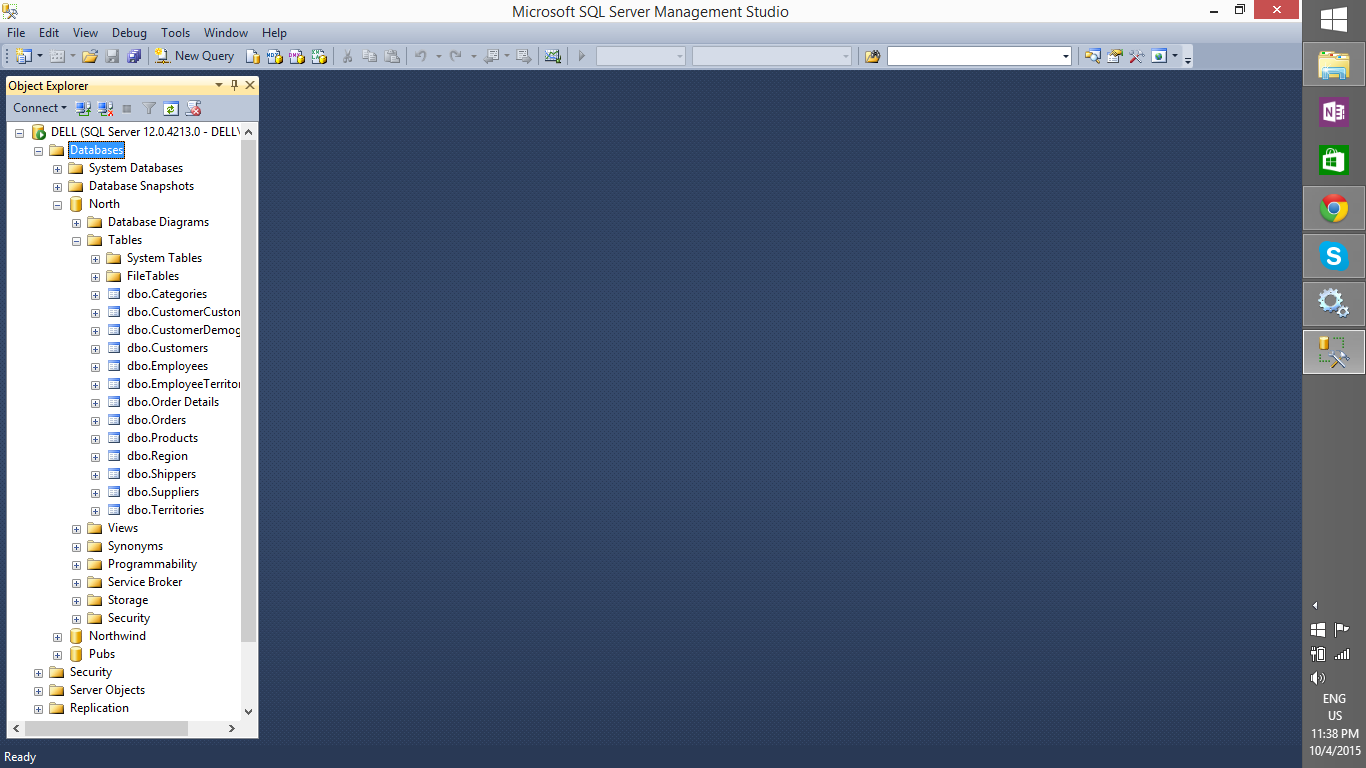 Microsoft SQL Server Management Studio
File Edit View Debug Tools Window Help
New Query
Object Explorer
Connect
DELL (SQL Server 12.0.4213.0 - DELL\
Databases
System Databases
Database Snapshots
North
Database Diagrams
Tables
System Tables
FileTables
dbo.Categories
dbo.CustomerCustom
dbo.CustomerDemog
dbo.Customers
dbo.Employees
dbo.EmployeeTerritor
dbo.Order Details
dbo.Orders
dbo.Products
dbo.Region
dbo.Shippers
dbo.Suppliers
dbo.Territories
Views
Synonyms
Programmability
Service Broker
Storage
Security
Northwind
Pubs
Security
Server Objects
Replication
Ready
ENG
US
11:38 PM
10/4/2015